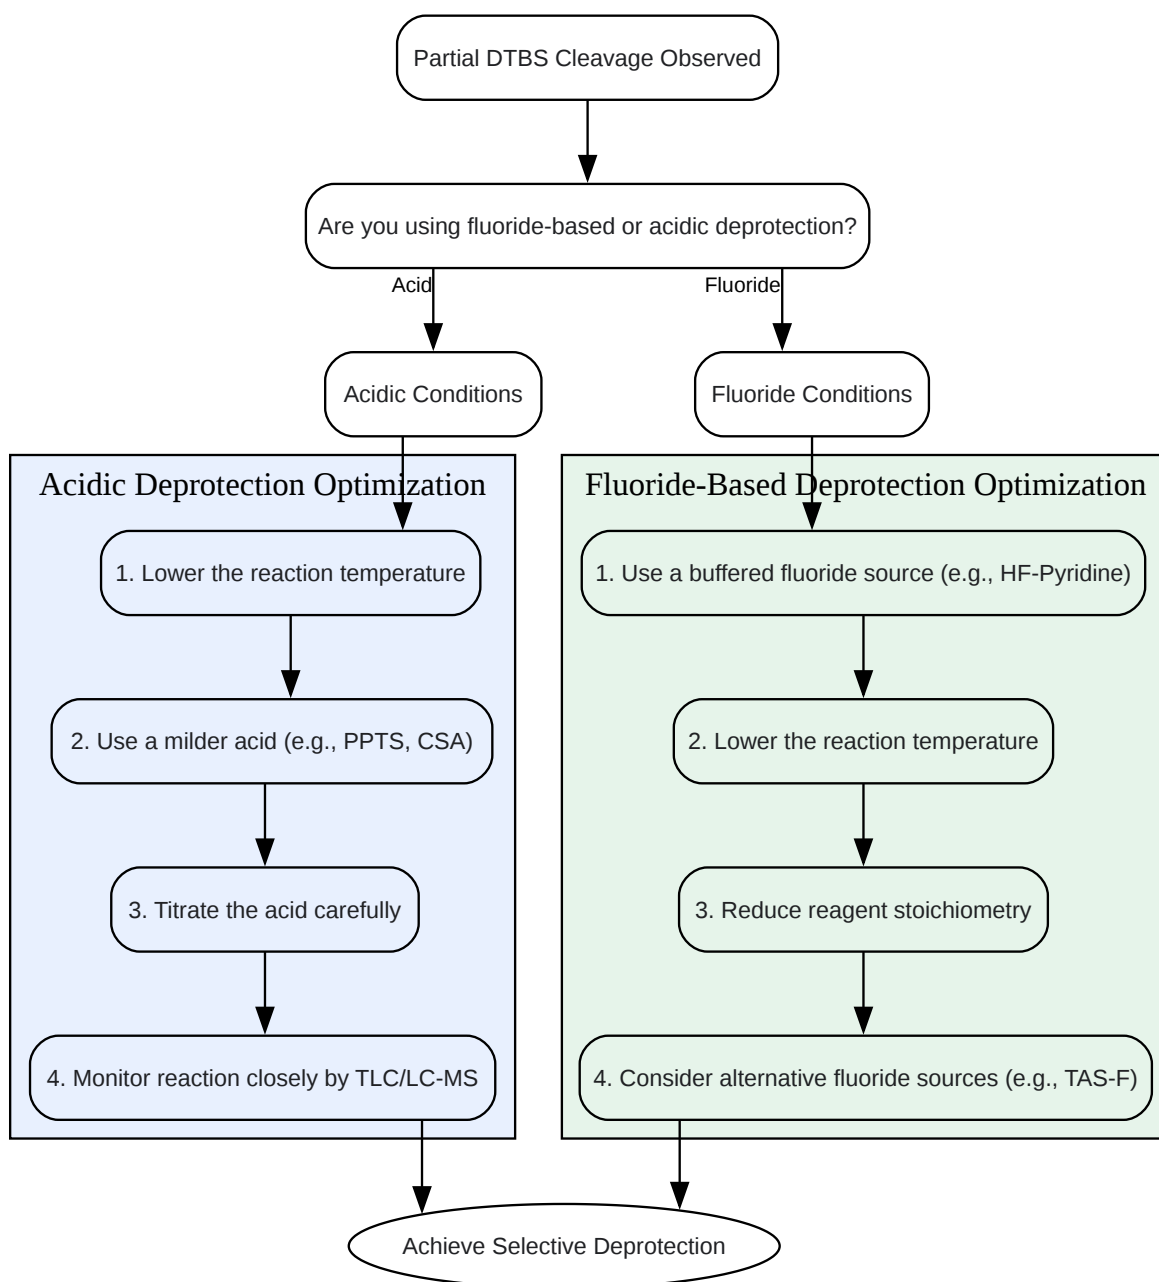 Partial DTBS Cleavage Observed
Are you using fluoride-based or acidic deprotection?
Acid
Fluoride
Acidic Conditions
Fluoride Conditions
Acidic Deprotection Optimization
1. Lower the reaction temperature
2. Use a milder acid (e.g., PPTS, CSA)
3. Titrate the acid carefully
4. Monitor reaction closely by TLC/LC-MS
Fluoride-Based Deprotection Optimization
1. Use a buffered fluoride source (e.g., HF-Pyridine)
2. Lower the reaction temperature
3. Reduce reagent stoichiometry
4. Consider alternative fluoride sources (e.g., TAS-F)
Achieve Selective Deprotection